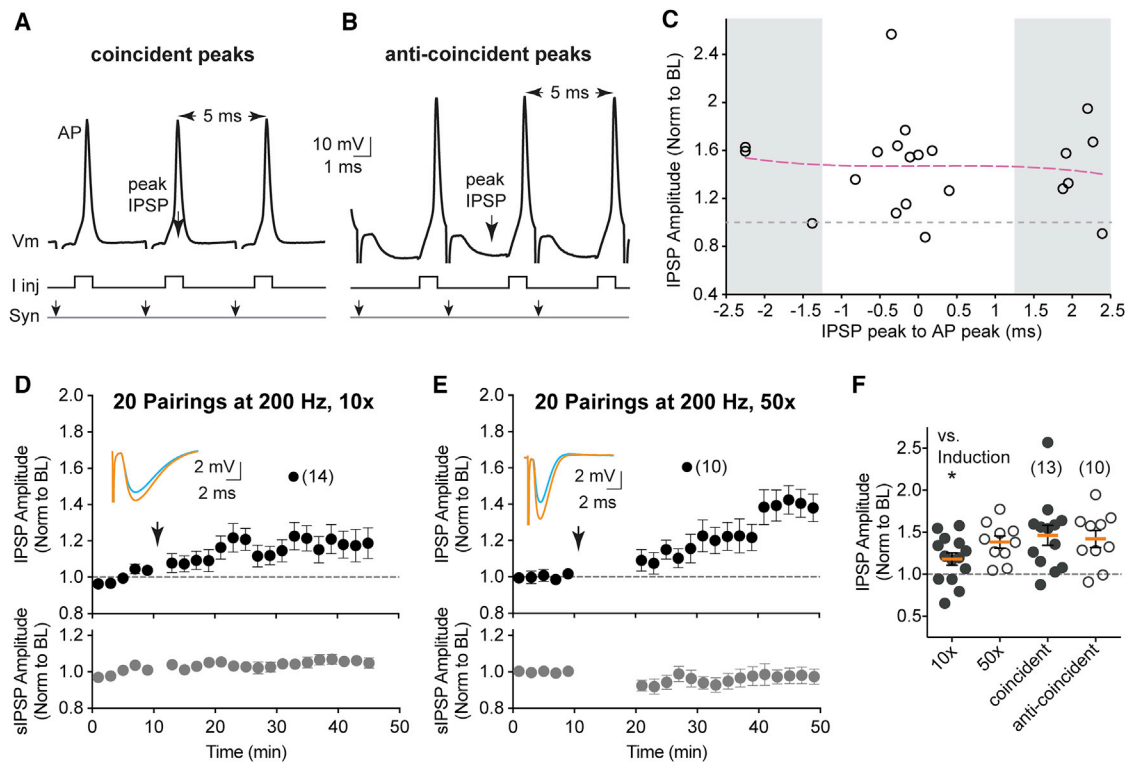 A
coincident peaks
AP
5 ms
peak
IPSP
Vm
I inj
Syn
10 mV
1 ms
B
anti-coincident peaks
5 ms
peak
IPSP
C
IPSP Amplitude (Norm to BL)
2.4
2
1.6
1.2
0.8
0.4
-2.5 -2 -1.5 -1 -0.5 0 0.5 1 1.5 2 2.5
IPSP peak to AP peak (ms)
D
20 Pairings at 200 Hz, 10x
IPSP Amplitude
(Norm to BL)
2.0
1.8
1.6
1.4
1.2
1.0
0.8
2 mV
2 ms
(14)
sIPSP Amplitude
(Norm to BL)
1.2
1.0
0.8
0 10 20 30 40 50
Time (min)
E
20 Pairings at 200 Hz, 50x
IPSP Amplitude
(Norm to BL)
2.0
1.8
1.6
1.4
1.2
1.0
0.8
2 mV
2 ms
(10)
sIPSP Amplitude
(Norm to BL)
1.2
1.0
0.8
0 10 20 30 40 50
Time (min)
F
IPSP Amplitude
(Norm to BL)
2.5
2.0
1.5
1.0
0.5
vs.
Induction
*
(13)
(10)
10x
50x
coincident
anti-coincident